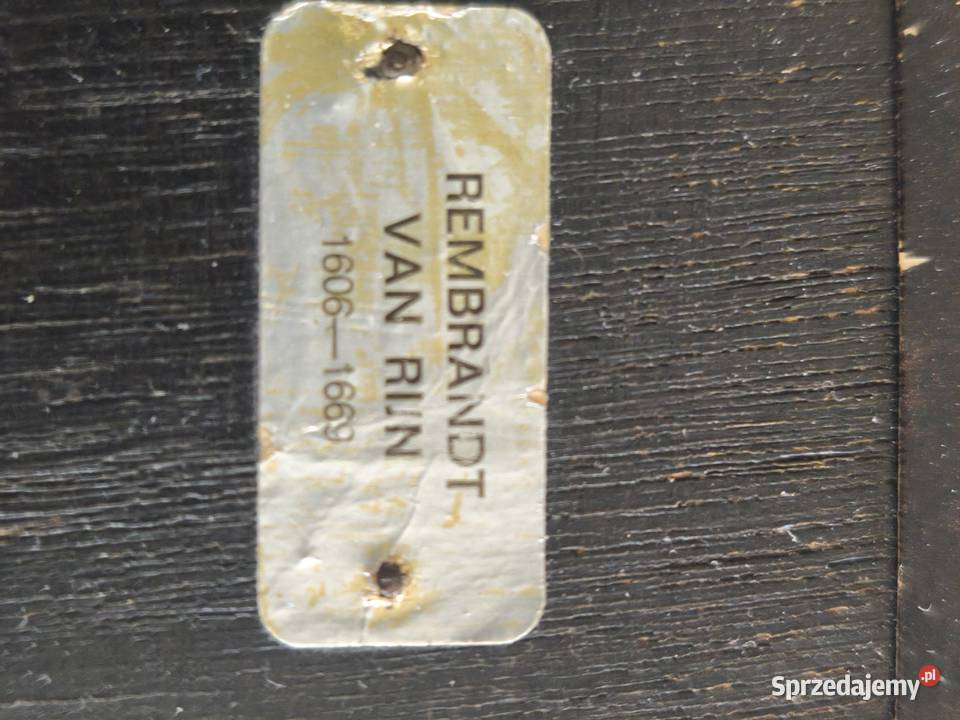 REMBRANDT
VAN RIJN
1606—1669
Sprzedajemy.pl